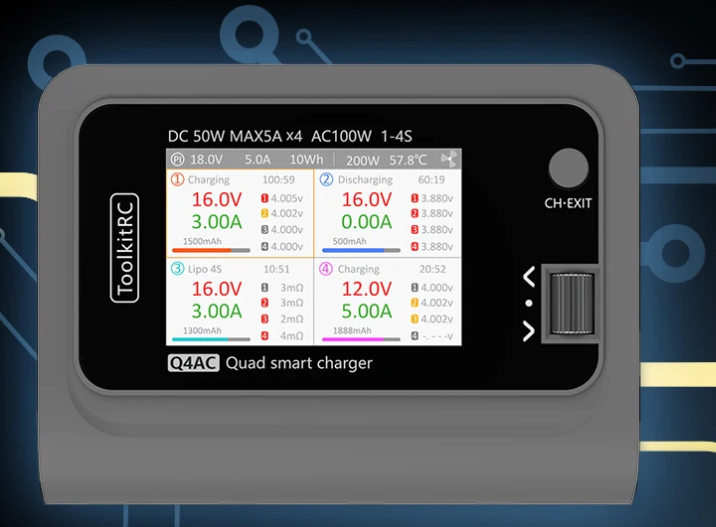 DC 50W MAX5A x4 AC100W 1-4S
PI 18.0V 5.0A 10Wh 200W 57.8°C
1 Charging 100:59
16.0V 1 4.005v
2 4.002v
3.00A 3 4.000v
1500mAh 4 4.000v
2 Discharging 60:19
16.0V 1 3.880v
2 3.880v
0.00A 3 3.880v
500mAh 4 3.880v
3 Lipo 4S 10:51
16.0V 1 3mΩ
2 3mΩ
3.00A 3 2mΩ
1300mAh 4 4mΩ
4 Charging 20:52
12.0V 1 4.000v
2 4.002v
5.00A 3 4.002v
1888mAh 4 -.---v
CH·EXIT
ToolkitRC
Q4AC Quad smart charger